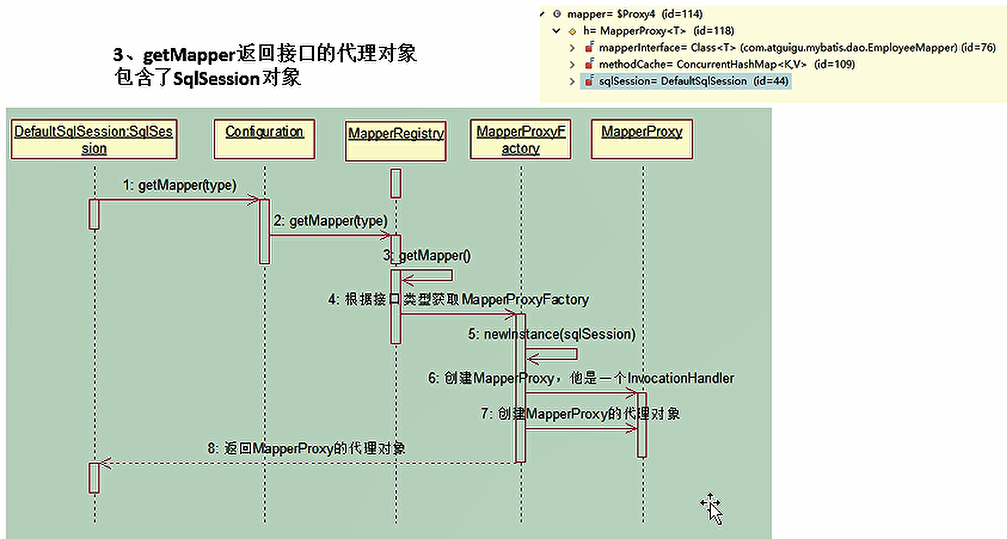 3、getMapper返回接口的代理对象
包含了SqlSession对象
mapper= $Proxy4 (id=114)
h= MapperProxy<T> (id=118)
mapperInterface= Class<T> (com.atguigu.mybatis.dao.EmployeeMapper) (id=76)
methodCache= ConcurrentHashMap<K,V> (id=109)
sqlSession= DefaultSqlSession (id=44)
DefaultSqlSession:SqlSes
sion
Configuration
MapperRegistry
MapperProxyF
actory
MapperProxy
1: getMapper(type)
2: getMapper(type)
3: getMapper()
4: 根据接口类型获取MapperProxyFactory
5: newInstance(sqlSession)
6: 创建MapperProxy，他是一个InvocationHandler
7: 创建MapperProxy的代理对象
8: 返回MapperProxy的代理对象